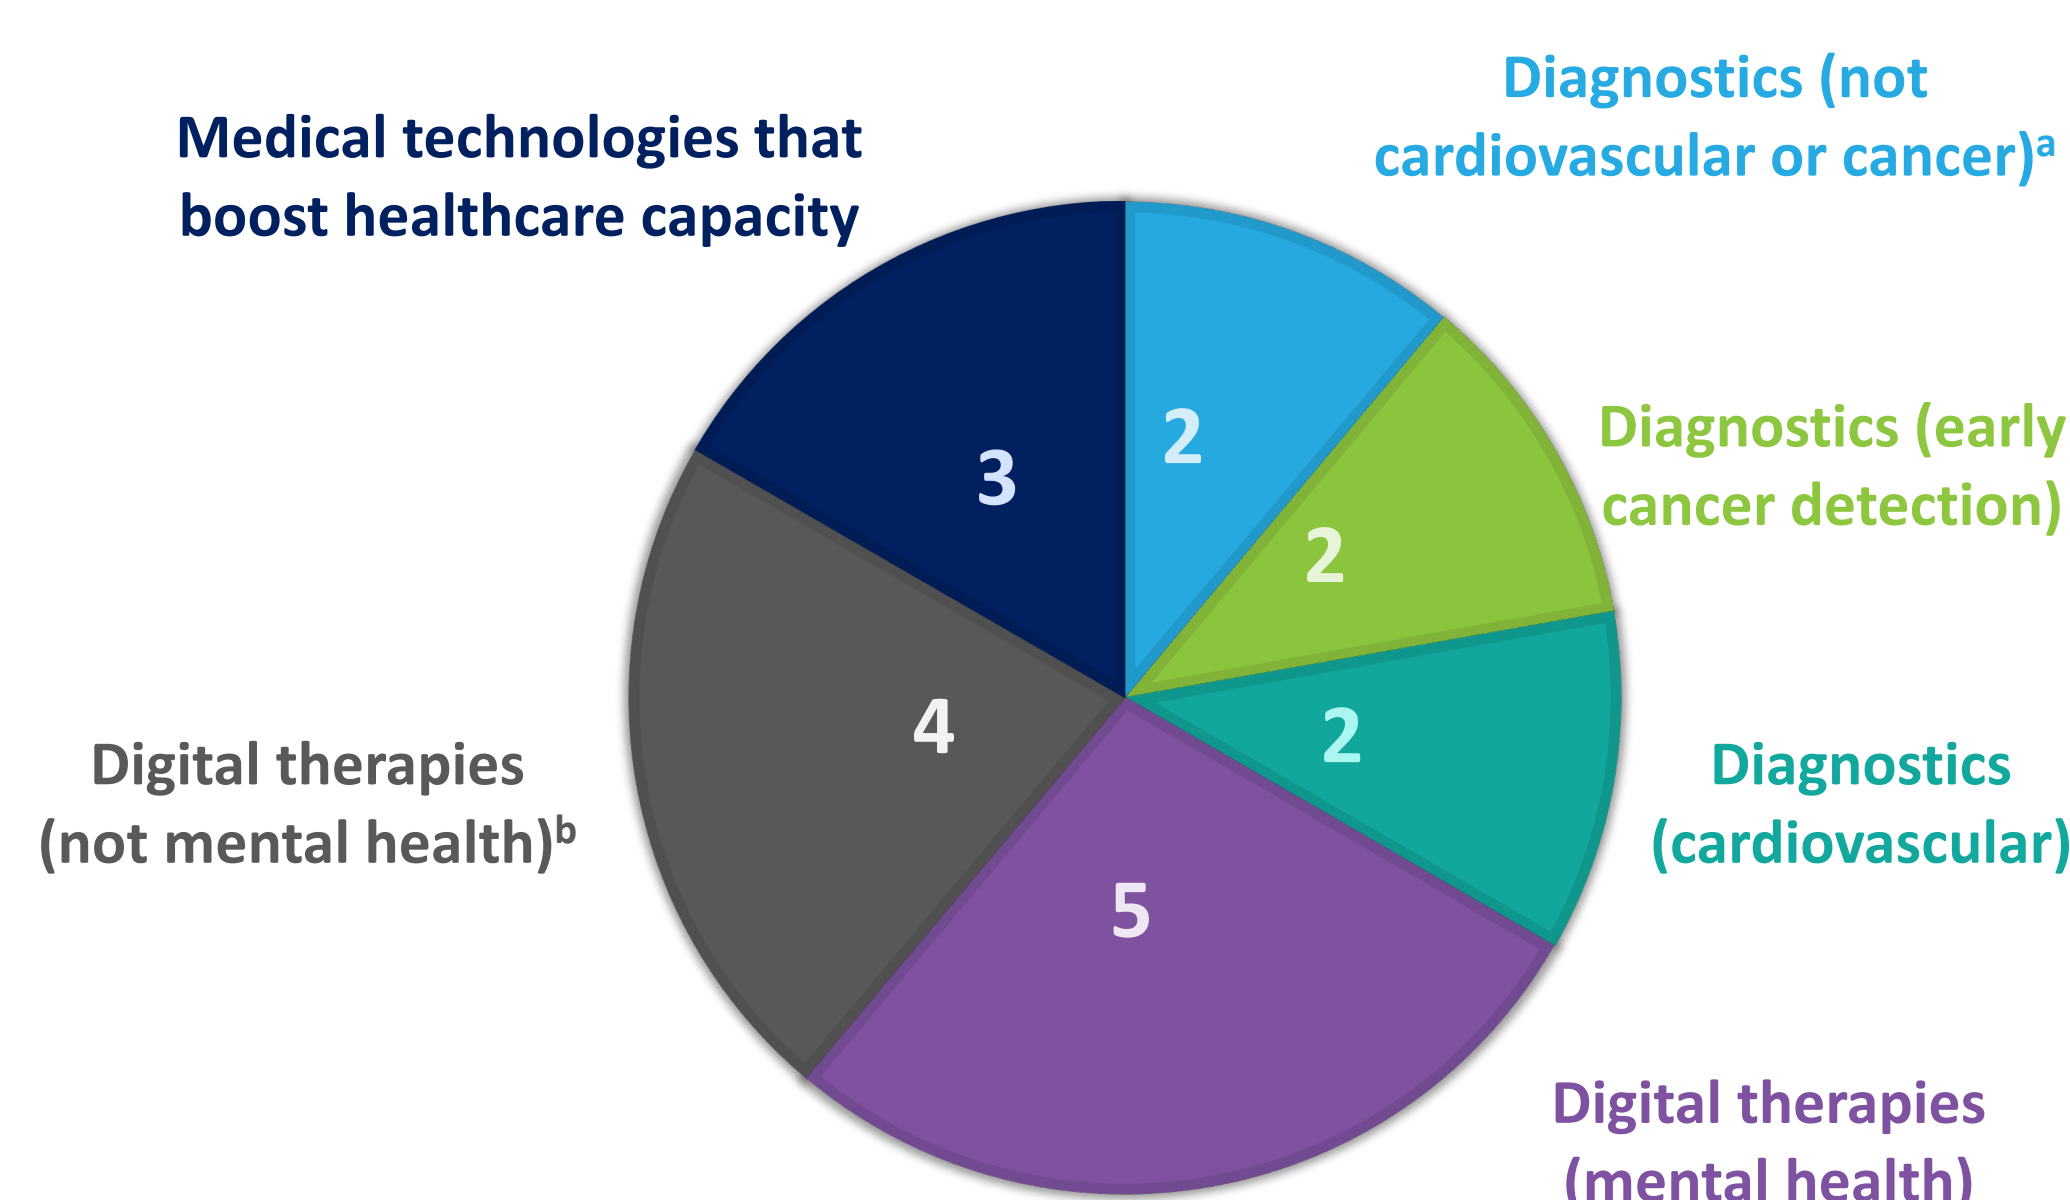 Diagnostics (not
cardiovascular or cancer)ᵃ
Medical technologies that
boost healthcare capacity
2
3
Diagnostics (early
cancer detection)
2
4
2
Digital therapies
(not mental health)ᵇ
Diagnostics
(cardiovascular)
5
Digital therapies
(mental health)